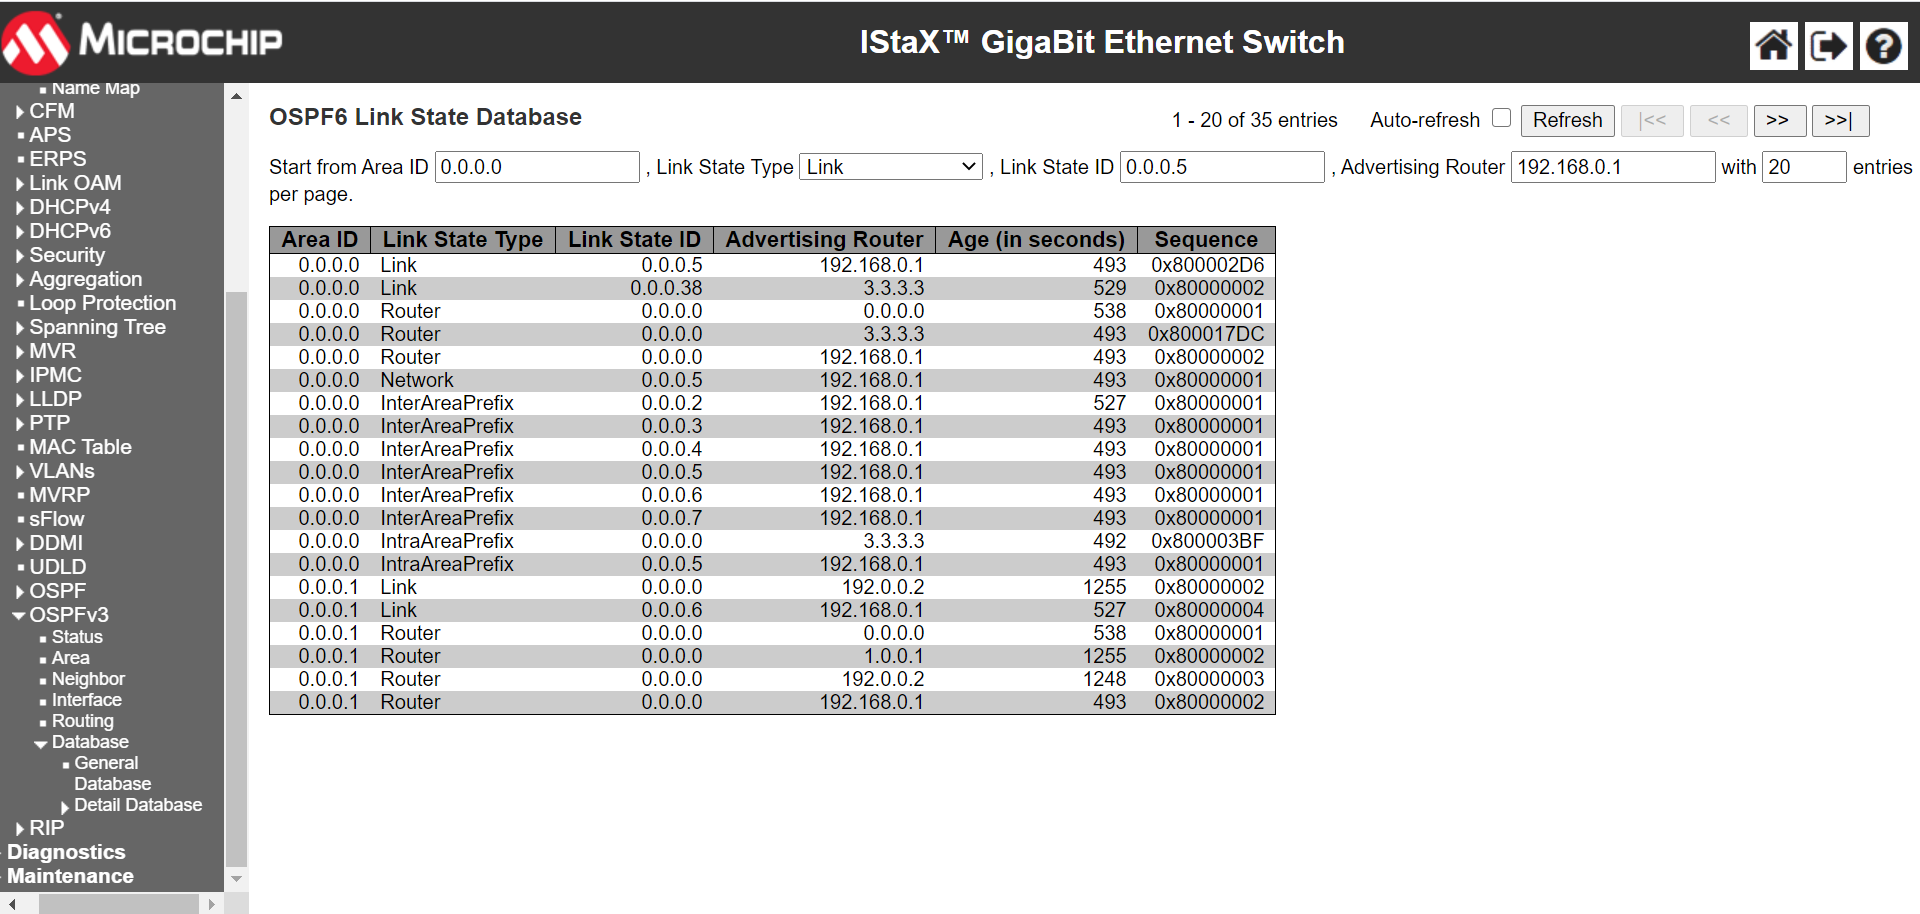 MICROCHIP
IStaX™ GigaBit Ethernet Switch
Name Map
CFM
APS
ERPS
Link OAM
DHCPv4
DHCPv6
Security
Aggregation
Loop Protection
Spanning Tree
MVR
IPMC
LLDP
PTP
MAC Table
VLANs
MVRP
sFlow
DDMI
UDLD
OSPF
OSPFv3
Status
Area
Neighbor
Interface
Routing
Database
General
Database
Detail Database
RIP
Diagnostics
Maintenance
OSPF6 Link State Database
1 - 20 of 35 entries Auto-refresh Refresh |<< << >> >>|
Start from Area ID 0.0.0.0 , Link State Type Link , Link State ID 0.0.0.5 , Advertising Router 192.168.0.1 with 20 entries
per page.
Area ID Link State Type Link State ID Advertising Router Age (in seconds) Sequence
0.0.0.0 Link 0.0.0.5 192.168.0.1 493 0x800002D6
0.0.0.0 Link 0.0.0.38 3.3.3.3 529 0x80000002
0.0.0.0 Router 0.0.0.0 0.0.0.0 538 0x80000001
0.0.0.0 Router 0.0.0.0 3.3.3.3 493 0x800017DC
0.0.0.0 Router 0.0.0.0 192.168.0.1 493 0x80000002
0.0.0.0 Network 0.0.0.5 192.168.0.1 493 0x80000001
0.0.0.0 InterAreaPrefix 0.0.0.2 192.168.0.1 527 0x80000001
0.0.0.0 InterAreaPrefix 0.0.0.3 192.168.0.1 493 0x80000001
0.0.0.0 InterAreaPrefix 0.0.0.4 192.168.0.1 493 0x80000001
0.0.0.0 InterAreaPrefix 0.0.0.5 192.168.0.1 493 0x80000001
0.0.0.0 InterAreaPrefix 0.0.0.6 192.168.0.1 493 0x80000001
0.0.0.0 InterAreaPrefix 0.0.0.7 192.168.0.1 493 0x80000001
0.0.0.0 IntraAreaPrefix 0.0.0.0 3.3.3.3 492 0x800003BF
0.0.0.0 IntraAreaPrefix 0.0.0.5 192.168.0.1 493 0x80000001
0.0.0.1 Link 0.0.0.0 192.0.0.2 1255 0x80000002
0.0.0.1 Link 0.0.0.6 192.168.0.1 527 0x80000004
0.0.0.1 Router 0.0.0.0 0.0.0.0 538 0x80000001
0.0.0.1 Router 0.0.0.0 1.0.0.1 1255 0x80000002
0.0.0.1 Router 0.0.0.0 192.0.0.2 1248 0x80000003
0.0.0.1 Router 0.0.0.0 192.168.0.1 493 0x80000002